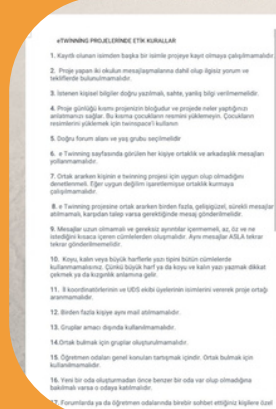 eTWİNNİNG PROJELERİNDE ETİK KURALLAR
1. Kayıtlı olunan isimden başka bir isimle projeye kayıt olmaya çalışılmamalıdır.
2. Proje yapan iki okulun mesajlaşmalarına dahil olup ilgisiz yorum ve
tekliflerde bulunulmamalıdır.
3. İstenen kişisel bilgiler doğru yazılmalı, sahte, yanlış bilgi verilmemelidir.
4. Proje günlüğü kısmı projenizin bloğudur ve projede neler yaptığınızı
anlatmanızı sağlar. Bu kısma çocukların resmini yüklemeyin. Çocukların
resimlerini yüklemek için twinspace'i kullanın.
5. Doğru forum alanı ve yaş grubu seçilmelidir
6. e Twinning sayfasında görülen her kişiye ortaklık ve arkadaşlık mesajları
yollanmamalıdır.
7. Ortak ararken kişinin e twinning projesi için uygun olup olmadığını
denetlenmeli. Eğer uygun değilim işaretlemişse ortaklık kurmaya
çalışılmamalıdır.
8. e Twinning projesine ortak ararken birden fazla, gelişigüzel, sürekli mesajlar
atılmamalı, karşıdan talep varsa gerektiğinde mesaj gönderilmelidir.
9. Mesajlar uzun olmamalı ve gereksiz ayrıntılar içermemeli, az, öz ve ne
istediğini kısaca içeren cümlelerden oluşmalıdır. Aynı mesajlar ASLA tekrar
tekrar gönderilmemelidir.
10. Koyu, kalın veya büyük harflerle yazı tipini bütün cümlelerde
kullanmamalısınız. Çünkü büyük harf ya da koyu ve kalın yazı yazmak dikkat
çekmek ya da kızgınlık anlamına gelir.
11. İl koordinatörlerinin ve UDS ekibi üyelerinin isimlerini vererek proje ortağı
aranmamalıdır.
12. Birden fazla kişiye aynı mail atılmamalıdır.
13. Gruplar amacı dışında kullanılmamalıdır.
14.Ortak bulmak için gruplar oluşturulmamalıdır.
15. Öğretmen odaları genel konuları tartışmak içindir. Ortak bulmak için
kullanılmamalıdır.
16. Yeni bir oda oluşturmadan önce benzer bir oda var olup olmadığına
bakılmalı varsa o odaya katılmalıdır.
17. Forumlarda ya da öğretmen odalarında birebir sohbet ettiğiniz kişilere özel